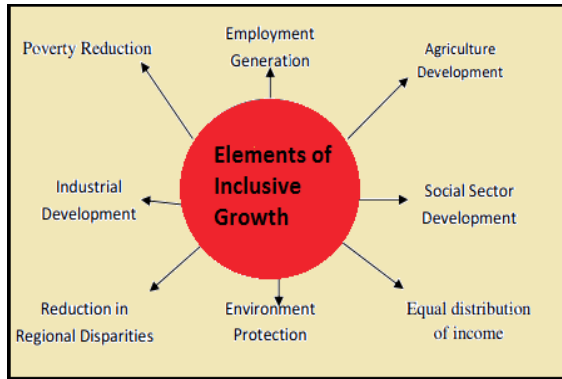 Poverty Reduction
Employment
Generation
Agriculture
Development
Elements of
Inclusive
Growth
Industrial
Development
Social Sector
Development
Reduction in
Regional Disparities
Environment
Protection
Equal distribution
of income